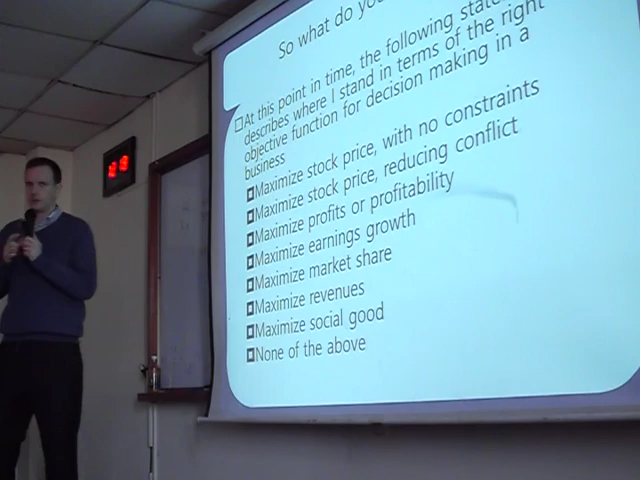 So what do you
At this point in time, the following
describes where I stand in terms of the right
objective function for decision making in a
business
Maximize stock price, with no constraints
Maximize stock price, reducing conflict
Maximize profits or profitability
Maximize earnings growth
Maximize market share
Maximize revenues
Maximize social good
None of the above